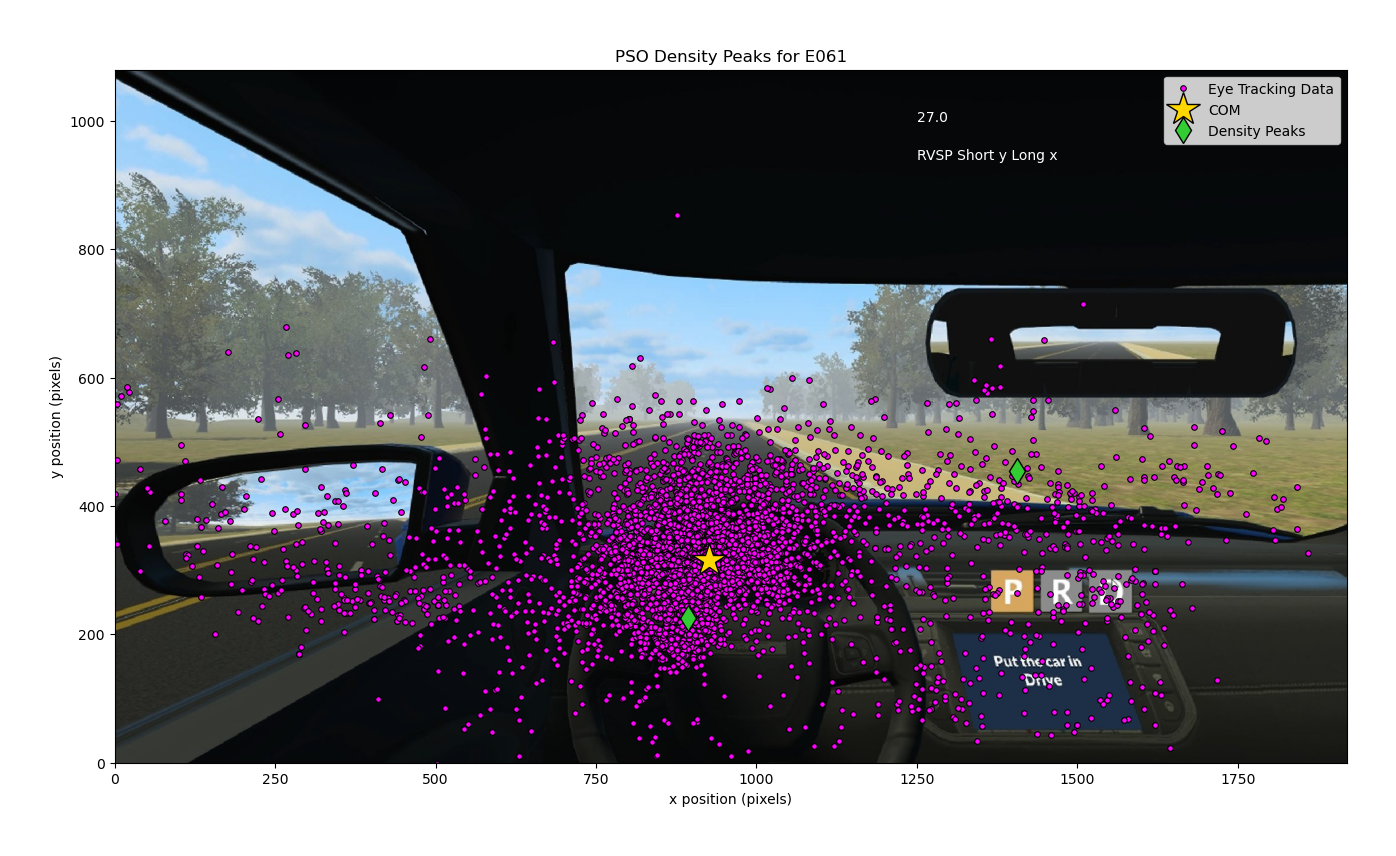 PSO Density Peaks for E061
Eye Tracking Data
COM
Density Peaks
27.0
RVSP Short y Long x
P R D
Put the car in
Drive
1000
800
600
400
200
0
y position (pixels)
0 250 500 750 1000 1250 1500 1750
x position (pixels)